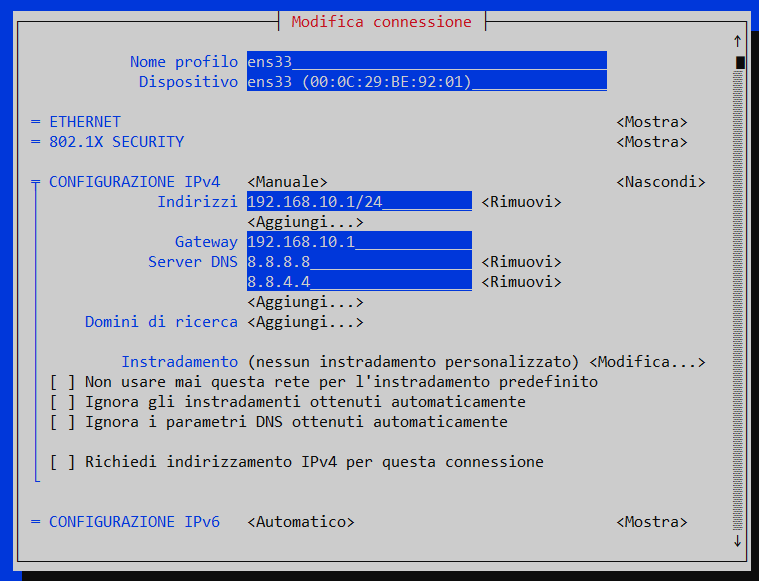 Modifica connessione
Nome profilo ens33
Dispositivo ens33 (00:0C:29:BE:92:01)
= ETHERNET <Mostra>
= 802.1X SECURITY <Mostra>
CONFIGURAZIONE IPv4 <Manuale> <Nascondi>
Indirizzi 192.168.10.1/24 <Rimuovi>
<Aggiungi...>
Gateway 192.168.10.1
Server DNS 8.8.8.8 <Rimuovi>
8.8.4.4 <Rimuovi>
<Aggiungi...>
Domini di ricerca <Aggiungi...>
Instradamento (nessun instradamento personalizzato) <Modifica...>
[ ] Non usare mai questa rete per l'instradamento predefinito
[ ] Ignora gli instradamenti ottenuti automaticamente
[ ] Ignora i parametri DNS ottenuti automaticamente
[ ] Richiedi indirizzamento IPv4 per questa connessione
= CONFIGURAZIONE IPv6 <Automatico> <Mostra>